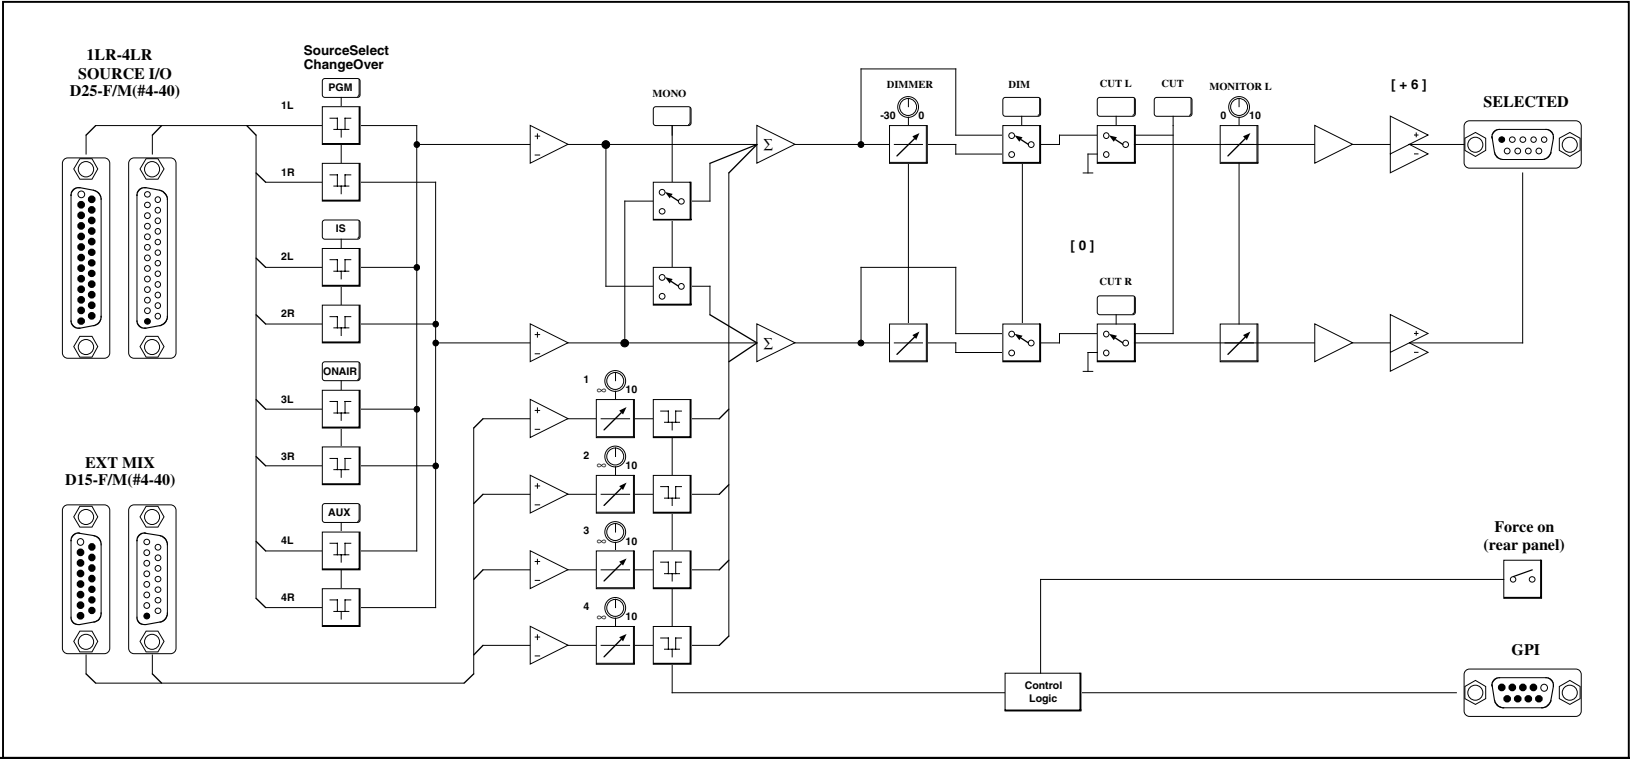 1LR-4LR
SOURCE I/O
D25-F/M(#4-40)
SourceSelect
ChangeOver
PGM
1L
1R
IS
2L
2R
ONAIR
3L
3R
AUX
4L
4R
EXT MIX
D15-F/M(#4-40)
MONO
+
−
+
−
Σ
Σ
1
∞ 10
+
−
2
∞ 10
+
−
3
∞ 10
+
−
4
∞ 10
+
−
DIMMER
-30 0
DIM
CUT L
CUT
MONITOR L
0 10
[ + 6 ]
SELECTED
+
−
[ 0 ]
CUT R
+
−
Force on
(rear panel)
Control
Logic
GPI